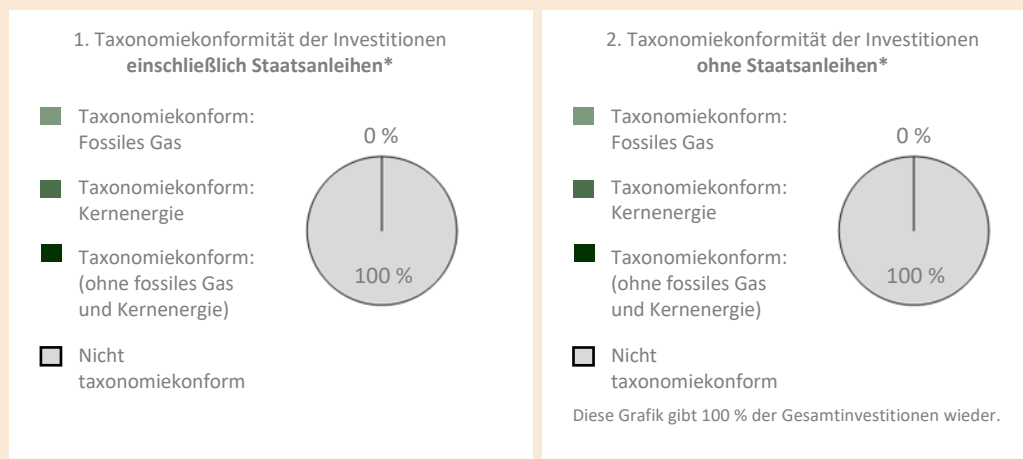 1. Taxonomiekonformität der Investitionen
einschließlich Staatsanleihen*
Taxonomiekonform:
Fossiles Gas
Taxonomiekonform:
Kernenergie
Taxonomiekonform:
(ohne fossiles Gas
und Kernenergie)
Nicht
taxonomiekonform
0 %
100 %
2. Taxonomiekonformität der Investitionen
ohne Staatsanleihen*
Taxonomiekonform:
Fossiles Gas
Taxonomiekonform:
Kernenergie
Taxonomiekonform:
(ohne fossiles Gas
und Kernenergie)
Nicht
taxonomiekonform
0 %
100 %
Diese Grafik gibt 100 % der Gesamtinvestitionen wieder.